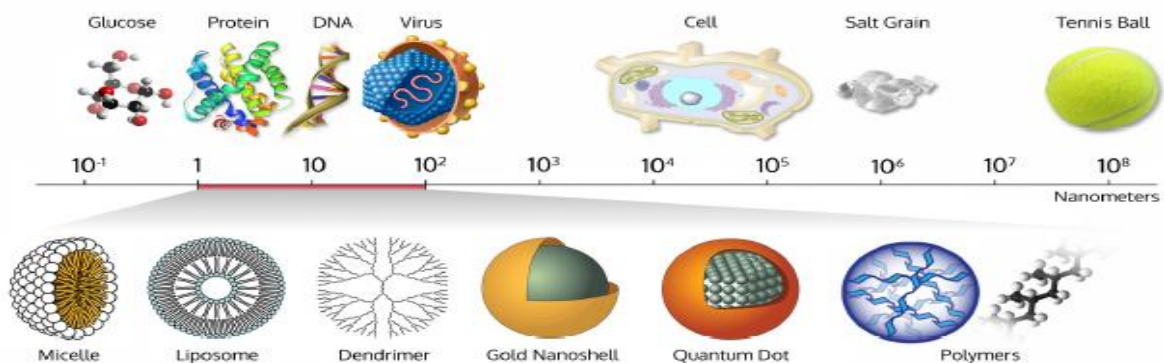 Glucose Protein DNA Virus Cell Salt Grain Tennis Ball
10⁻¹ 1 10 10² 10³ 10⁴ 10⁵ 10⁶ 10⁷ 10⁸
Nanometers
Micelle Liposome Dendrimer Gold Nanoshell Quantum Dot Polymers